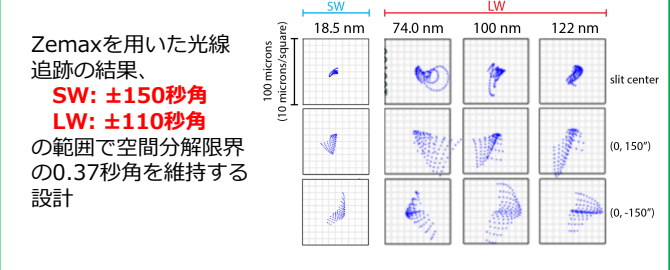 Zemaxを用いた光線
追跡の結果、
SW: ±150秒角
LW: ±110秒角
の範囲で空間分解限界
の0.37秒角を維持する
設計
SW
LW
18.5 nm
74.0 nm
100 nm
122 nm
100 microns
(10 microns/square)
slit center
(0, 150”)
(0, -150”)